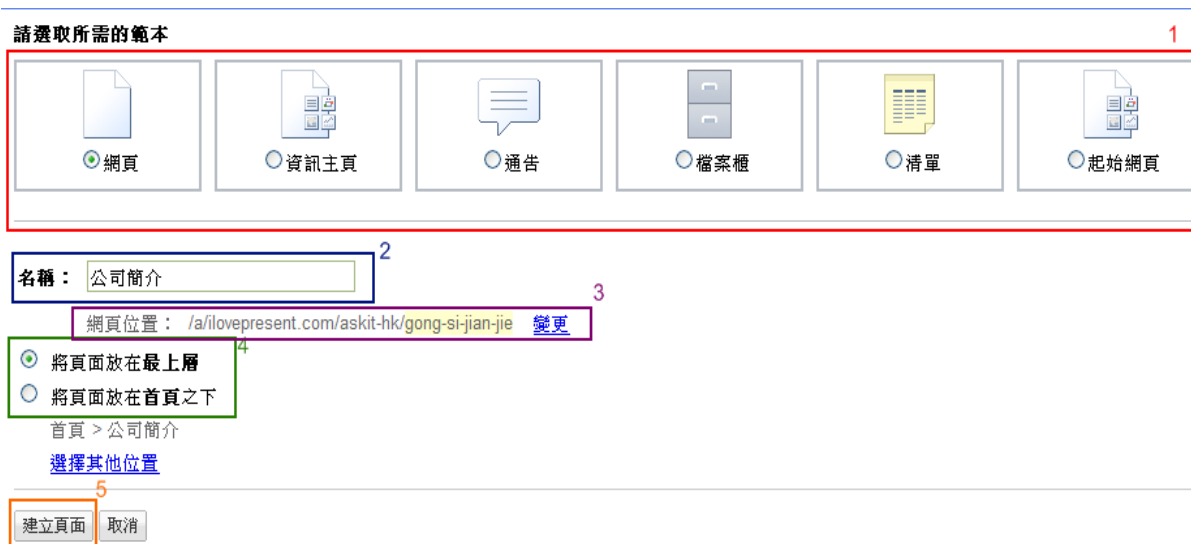 請選取所需的範本
1
網頁
資訊主頁
通告
檔案櫃
清單
起始網頁
2
名稱： 公司簡介
3
網頁位置： /a/ilovepresent.com/askit-hk/gong-si-jian-jie 變更
4
將頁面放在最上層
將頁面放在首頁之下
首頁 > 公司簡介
選擇其他位置
5
建立頁面 取消